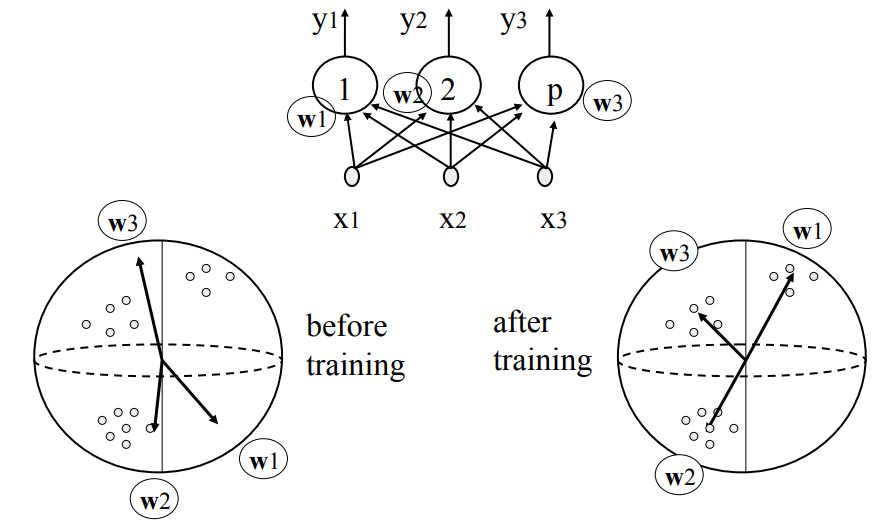 y1 y2 y3
1 2 p
w1 w2 w3
x1 x2 x3
w3
before
training
w1
w2
after
training
w3
w1
w2